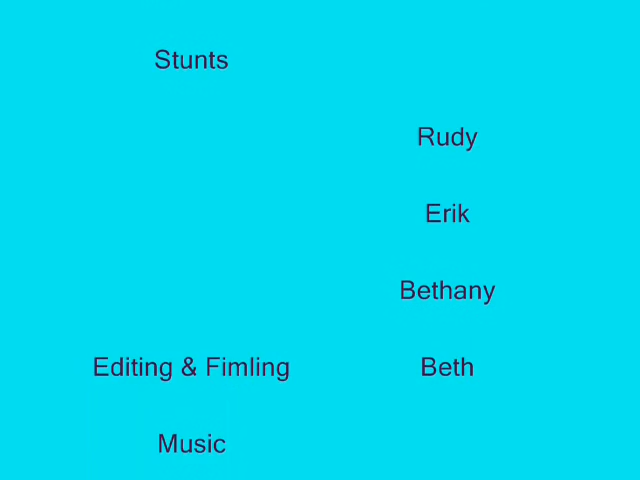 Stunts
Rudy
Erik
Bethany
Editing & Fimling Beth
Music